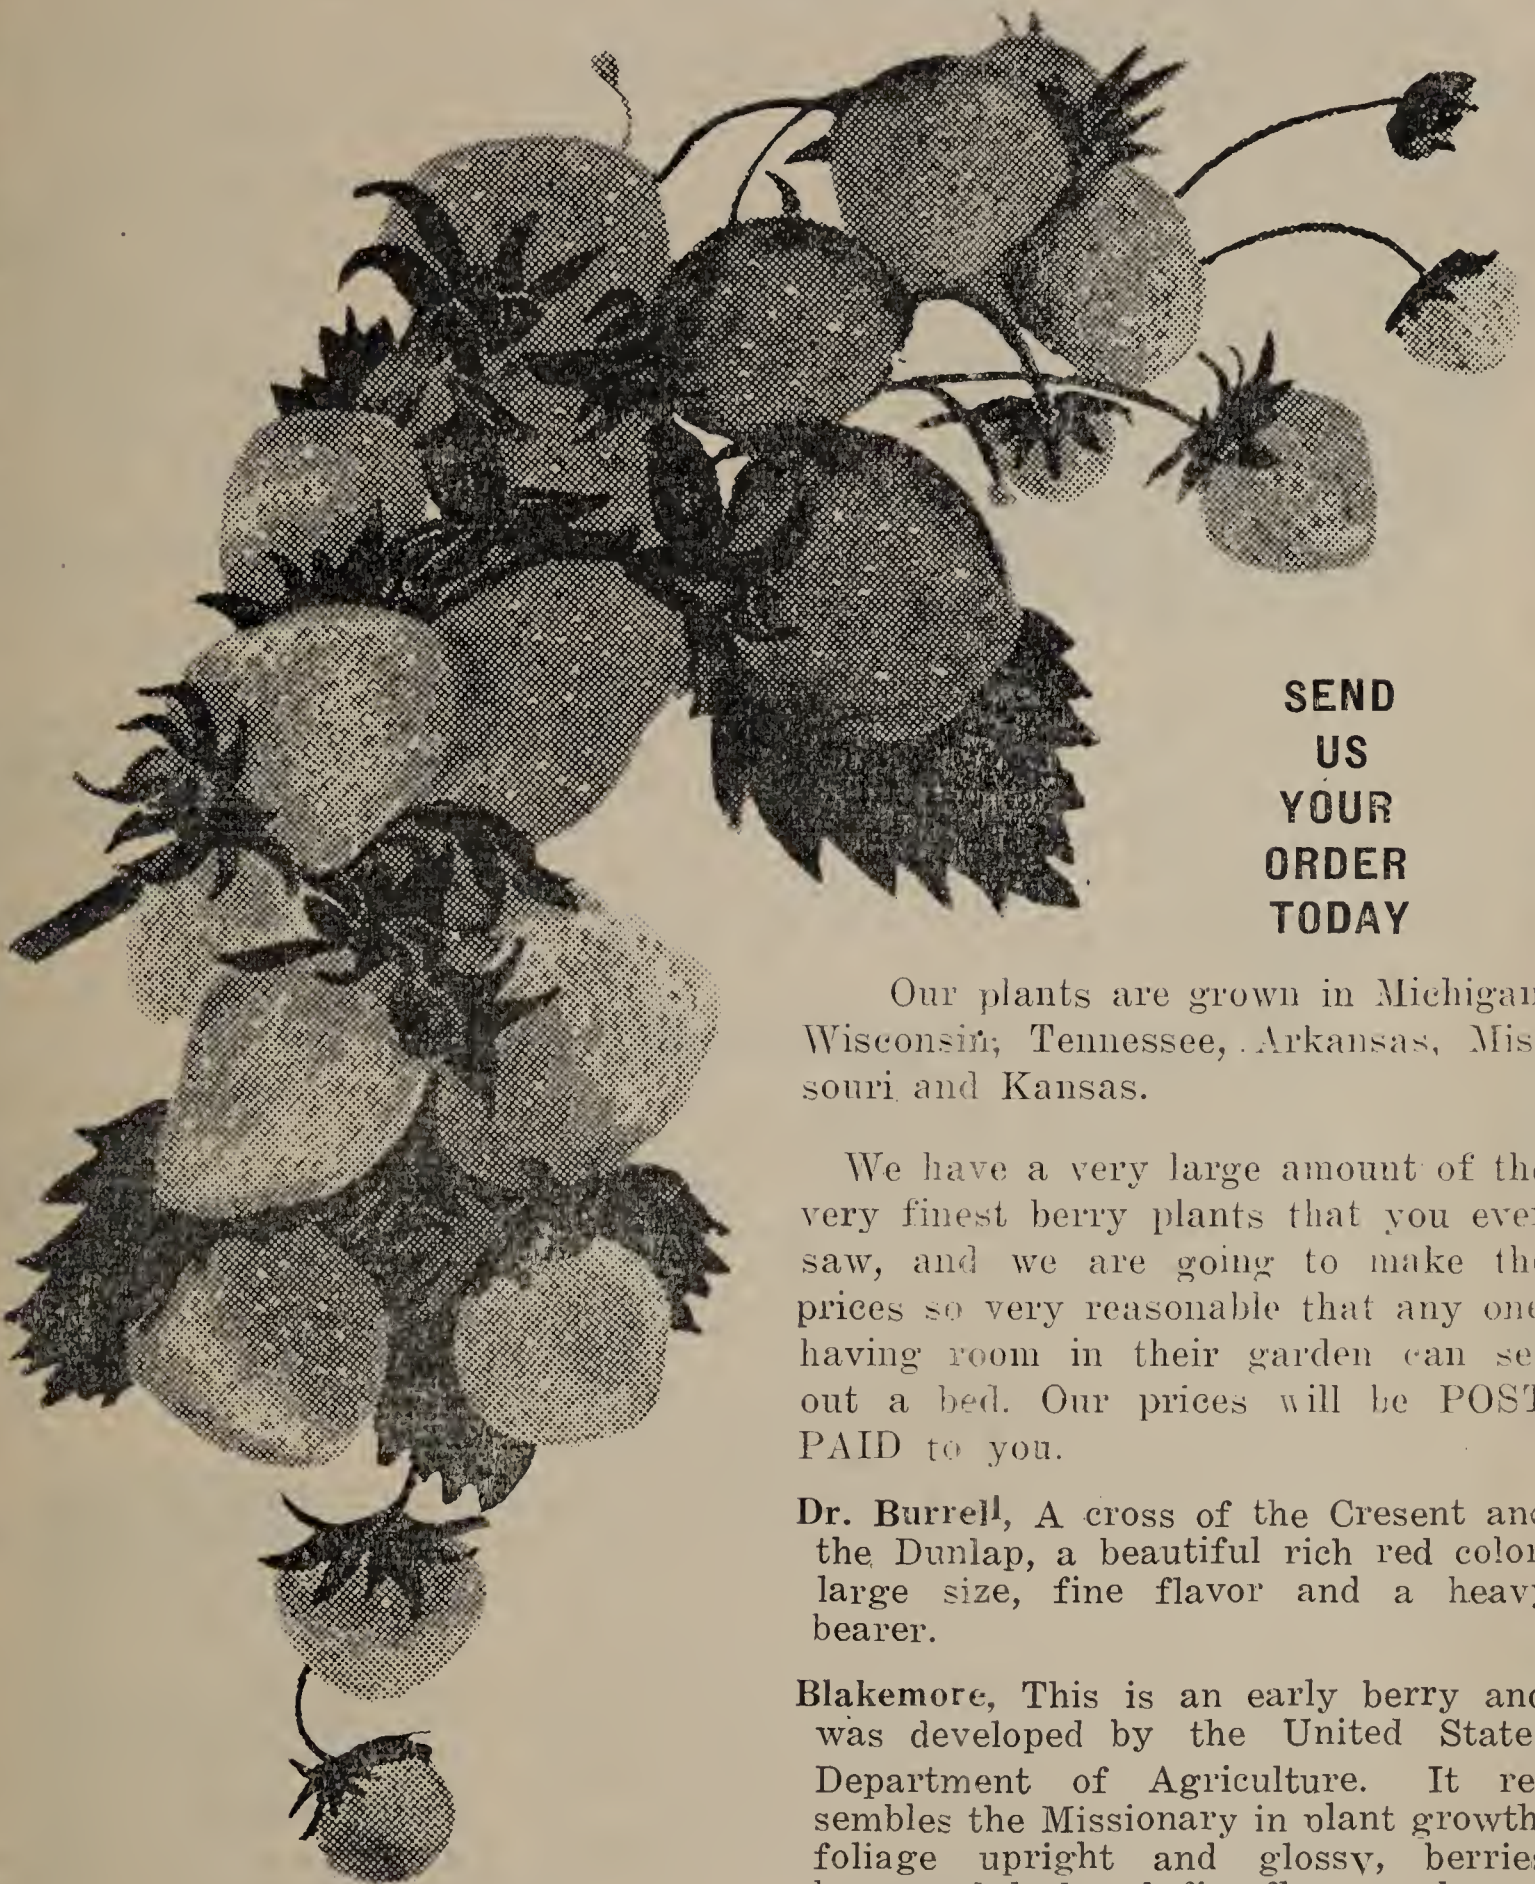 SEND
US
YOUR
ORDER
TODAY
Our plants are grown in Michigan
Wisconsin, Tennessee, Arkansas, Mis
souri and Kansas.
We have a very large amount of the
very finest berry plants that you ever
saw, and we are going to make the
prices so very reasonable that any one
having room in their garden can se
out a bed. Our prices will be POST
PAID to you.
Dr. Burrell, A cross of the Cresent and
the Dunlap, a beautiful rich red color
large size, fine flavor and a heavy
bearer.
Blakemore, This is an early berry and
was developed by the United State
Department of Agriculture. It re
sembles the Missionary in plant growth
foliage upright and glossy, berries